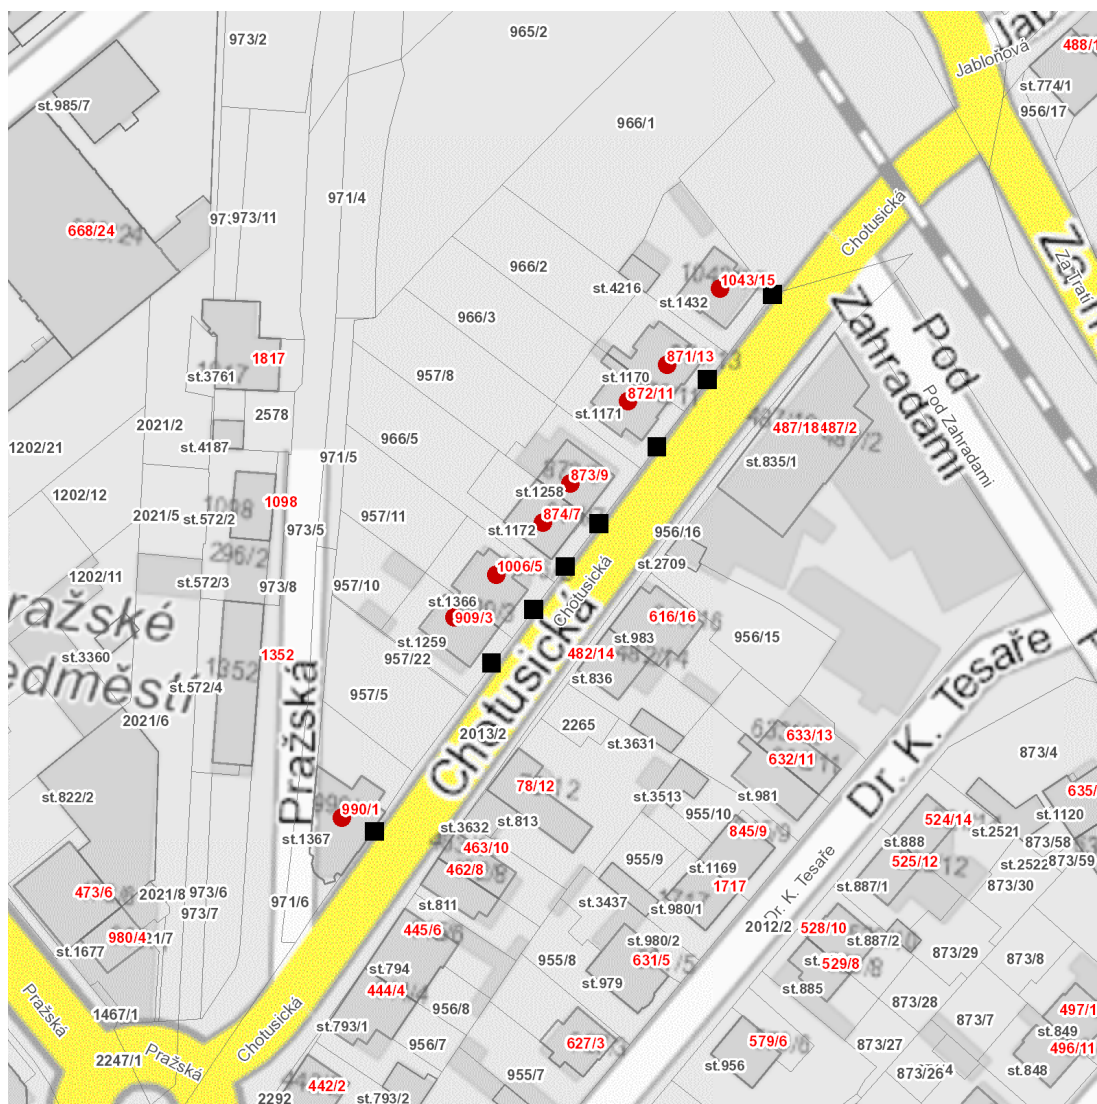 973/2
965/2
Jabloňová
488/1
st.774/1
956/17
st.985/7
966/1
971/4
973/11
668/24
Chotusická
Za Trati
966/2
st.4216
1043/15
st.1432
Zahradami
Pod
966/3
1817
st.3761
957/8
871/13
st.1170
872/11
st.1171
Pod Zahradami
2578
2021/2
487/18
487/2
1202/21
st.4187
966/5
971/5
st.835/1
873/9
st.1258
1202/12
1098
2021/5
st.572/2
973/5
957/11
874/7
st.1172
956/16
296/2
st.2709
1202/11
st.572/3
973/8
957/10
1006/5
st.1366
909/3
Chotusická
616/16
st.983
956/15
st.1259
957/22
482/14
st.836
st.3360
1352
st.572/4
957/5
2021/6
Pražská
Chotusická
2013/2
2265
st.3631
633/13
632/11
Dr. K. Tesaře
873/4
78/12
st.822/2
st.3513
st.981
635/
990/1
st.1367
st.3632
st.813
955/10
845/9
524/14
st.2521
st.1120
463/10
462/8
955/9
st.1169
1717
st.888
525/12
873/58
st.2522
873/59
473/6
2021/8
973/6
973/7
971/6
st.811
st.3437
st.980/1
Dr. K. Tesaře
st.887/1
873/30
980/4
21/7
st.1677
445/6
2012/2
528/10
st.887/2
st.980/2
873/29
873/8
st.794
444/4
955/8
631/5
st.979
529/8
st.885
Pražská
1467/1
Chotusická
956/8
873/28
497/1
st.793/1
873/7
st.849
2247/1
Pražská
956/7
627/3
579/6
873/27
496/11
st.956
442/2
955/7
873/26
st.848
2292
st.793/2